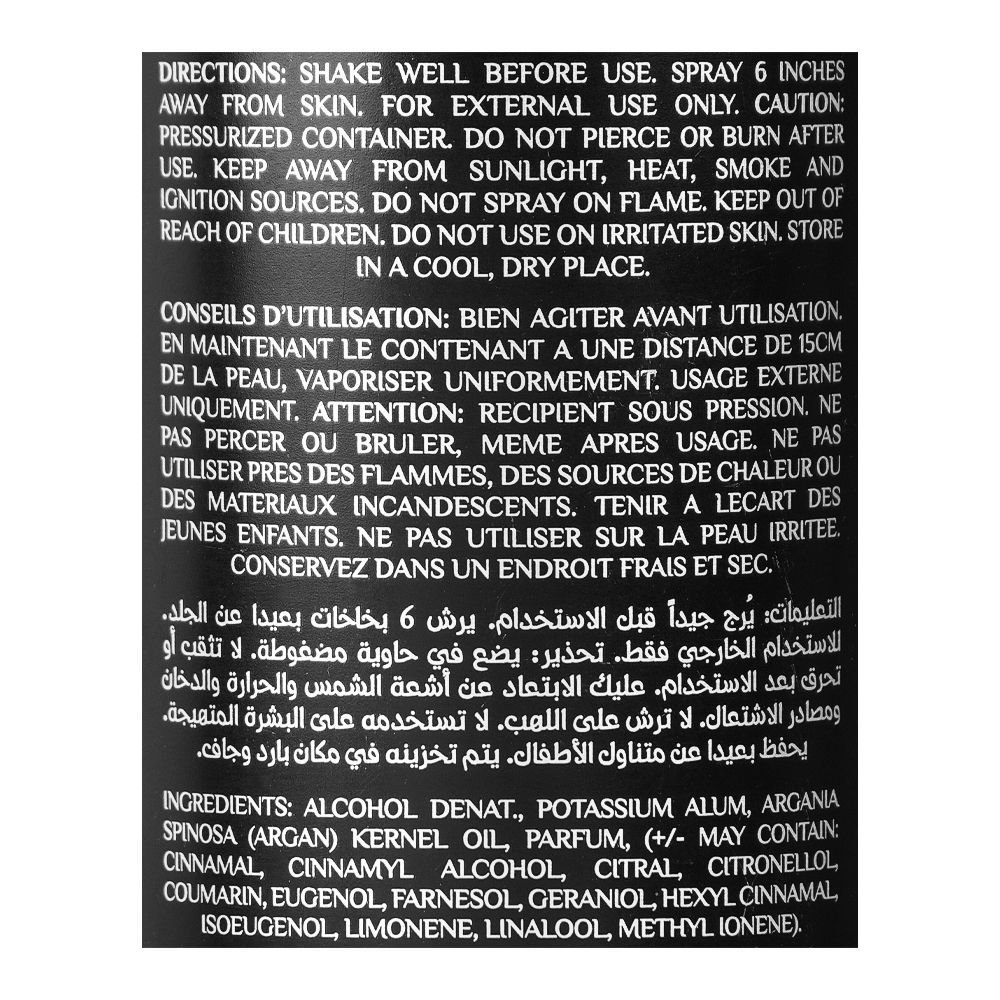 DIRECTIONS: SHAKE WELL BEFORE USE. SPRAY 6 INCHES
AWAY FROM SKIN. FOR EXTERNAL USE ONLY. CAUTION:
PRESSURIZED CONTAINER. DO NOT PIERCE OR BURN AFTER
USE. KEEP AWAY FROM SUNLIGHT, HEAT, SMOKE AND
IGNITION SOURCES. DO NOT SPRAY ON FLAME. KEEP OUT OF
REACH OF CHILDREN. DO NOT USE ON IRRITATED SKIN. STORE
IN A COOL, DRY PLACE.
CONSEILS D'UTILISATION: BIEN AGITER AVANT UTILISATION.
EN MAINTENANT LE CONTENANT A UNE DISTANCE DE 15CM
DE LA PEAU, VAPORISER UNIFORMEMENT. USAGE EXTERNE
UNIQUEMENT. ATTENTION: RECIPIENT SOUS PRESSION. NE
PAS PERCER OU BRULER, MEME APRES USAGE. NE PAS
UTILISER PRES DES FLAMMES, DES SOURCES DE CHALEUR OU
DES MATERIAUX INCANDESCENTS. TENIR A LECART DES
JEUNES ENFANTS. NE PAS UTILISER SUR LA PEAU IRRITEE.
CONSERVEZ DANS UN ENDROIT FRAIS ET SEC.
التعليمات: يُرج جيداً قبل الاستخدام. يرش 6 بخاخات بعيدا عن الجلد.
للاستخدام الخارجي فقط. تحذير: يضع في حاوية مضغوطة. لا تثقب أو
تحرق بعد الاستخدام. عليك الابتعاد عن أشعة الشمس والحرارة والدخان
ومصادر الاشتعال. لا ترش على اللهب. لا تستخدمه على البشرة المتهيجة.
يحفظ بعيدا عن متناول الأطفال. يتم تخزينه في مكان بارد وجاف.
INGREDIENTS: ALCOHOL DENAT., POTASSIUM ALUM, ARGANIA
SPINOSA (ARGAN) KERNEL OIL, PARFUM, (+/- MAY CONTAIN:
CINNAMAL, CINNAMYL ALCOHOL, CITRAL, CITRONELLOL,
COUMARIN, EUGENOL, FARNESOL, GERANIOL, HEXYL CINNAMAL,
ISOEUGENOL, LIMONENE, LINALOOL, METHYL IONENE).